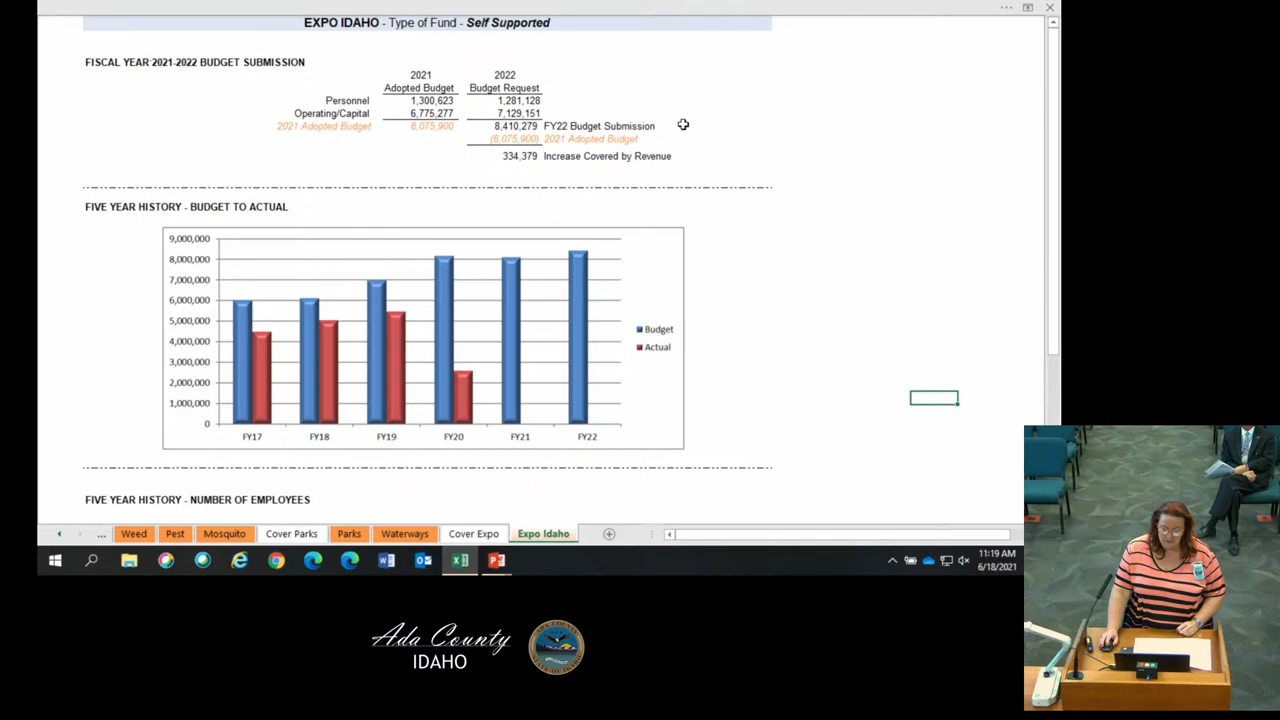 EXPO IDAHO - Type of Fund - Self Supported
FISCAL YEAR 2021-2022 BUDGET SUBMISSION
2021 2022
Adopted Budget Budget Request
Personnel 1,300,623 1,281,128
Operating/Capital 6,775,277 7,129,151
2021 Adopted Budget 8,075,900 8,410,279 FY22 Budget Submission
(8,075,900) 2021 Adopted Budget
334,379 Increase Covered by Revenue
FIVE YEAR HISTORY - BUDGET TO ACTUAL
9,000,000
8,000,000
7,000,000
6,000,000
5,000,000
4,000,000
3,000,000
2,000,000
1,000,000
0
FY17 FY18 FY19 FY20 FY21 FY22
Budget
Actual
FIVE YEAR HISTORY - NUMBER OF EMPLOYEES
... Weed Pest Mosquito Cover Parks Parks Waterways Cover Expo Expo Idaho
11:19 AM
6/18/2021
Ada County
IDAHO